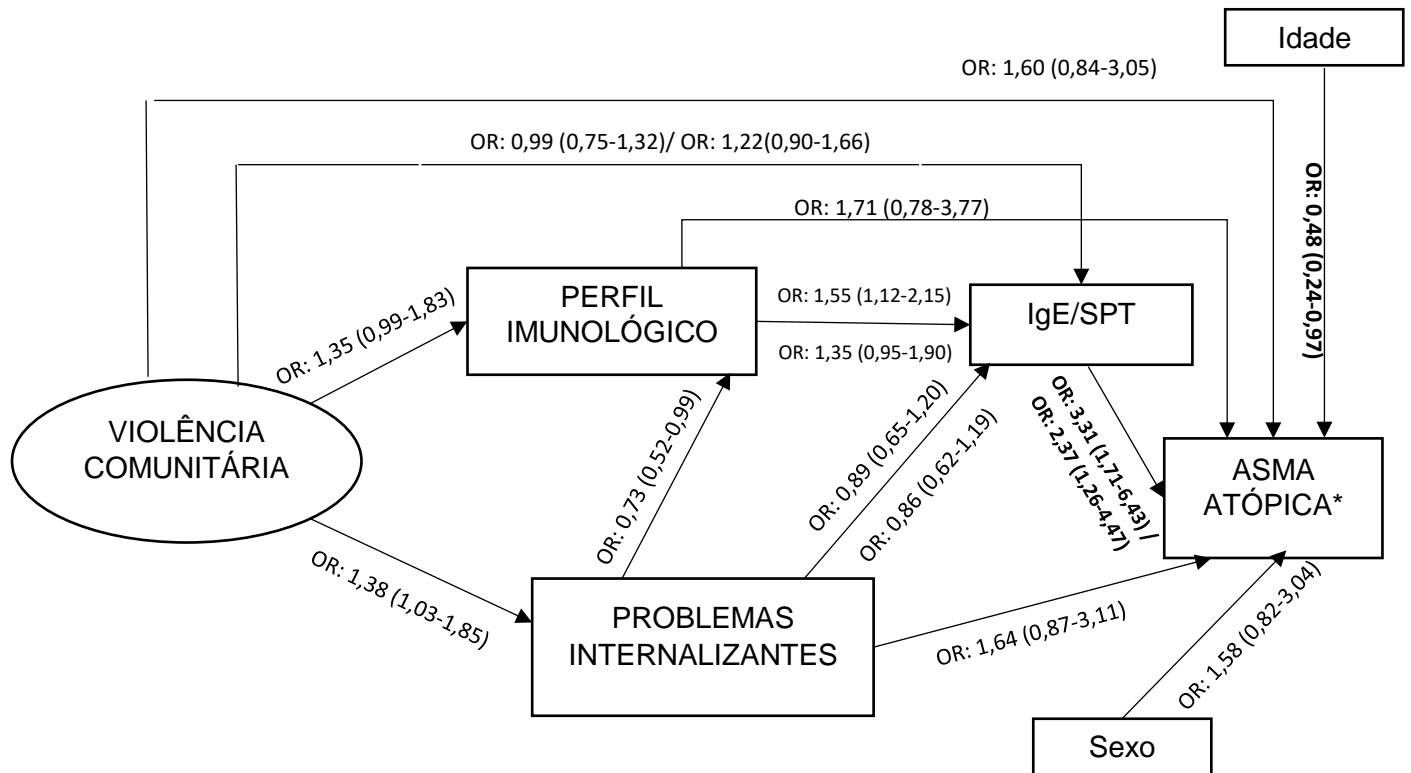 Idade
OR: 1,60 (0,84-3,05)
OR: 0,99 (0,75-1,32)/ OR: 1,22(0,90-1,66)
OR: 0,48 (0,24-0,97)
OR: 1,71 (0,78-3,77)
PERFIL
IMUNOLÓGICO
OR: 1,55 (1,12-2,15)
OR: 1,35 (0,95-1,90)
IgE/SPT
OR: 1,35 (0,99-1,83)
VIOLÊNCIA
COMUNITÁRIA
OR: 3,31 (1,71-6,43) /
OR: 2,37 (1,26-4,47)
ASMA
ATÓPICA*
OR: 0,73 (0,52-0,99)
OR: 0,89 (0,65-1,20)
OR: 0,86 (0,62-1,19)
OR: 1,38 (1,03-1,85)
PROBLEMAS
INTERNALIZANTES
OR: 1,64 (0,87-3,11)
OR: 1,58 (0,82-3,04)
Sexo